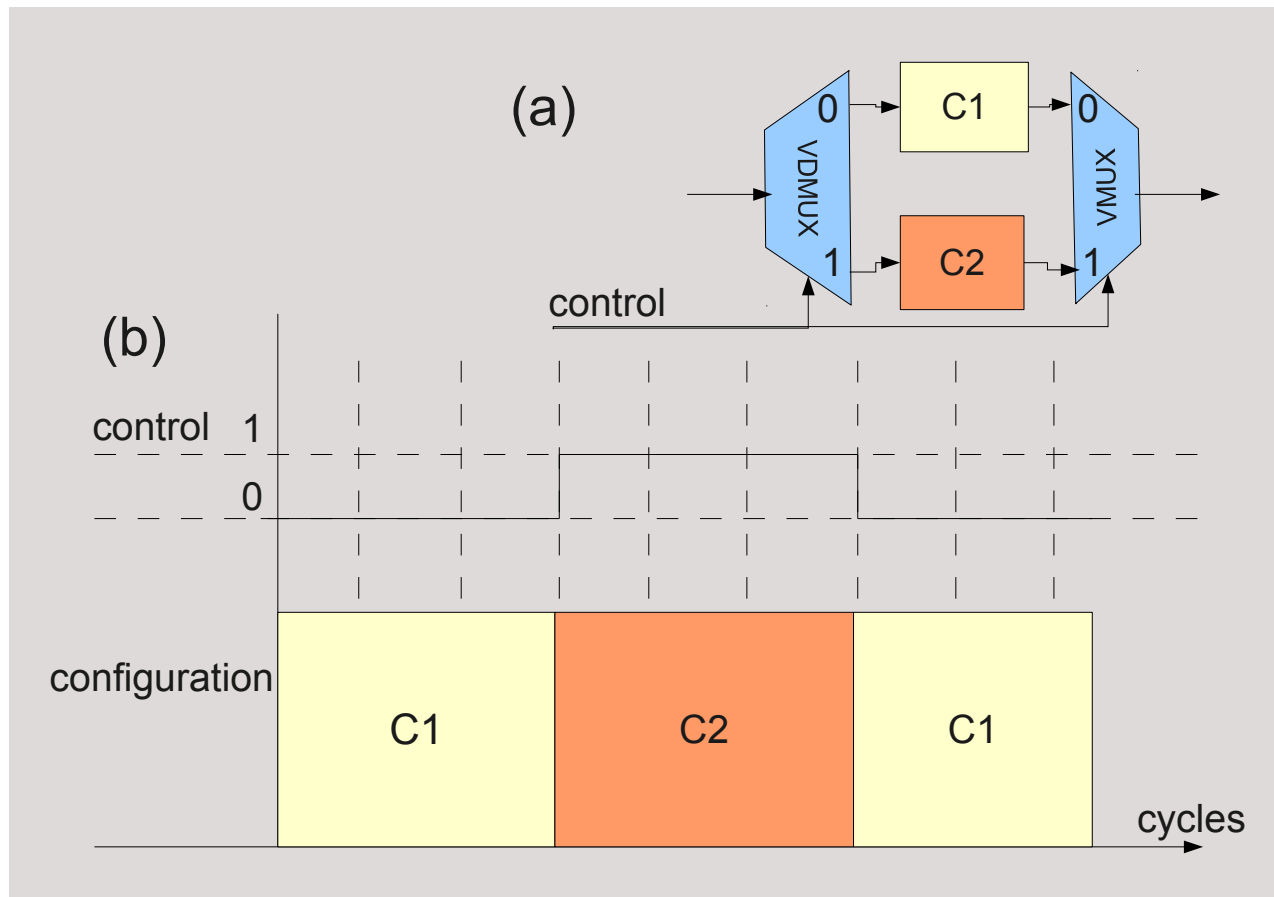 (a)
0
C1
0
VDMUX
VMUX
1
C2
1
control
(b)
control 1
0
configuration
C1
C2
C1
cycles